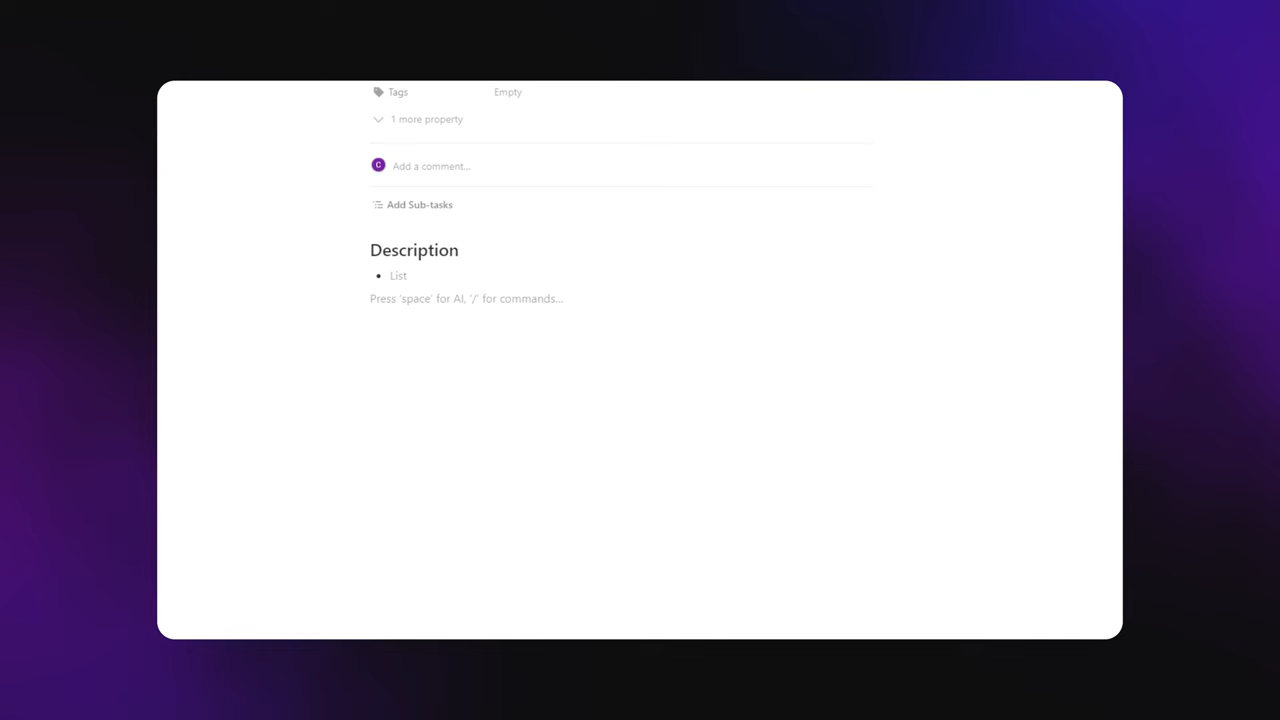 Tags Empty
1 more property
C Add a comment...
Add Sub-tasks
Description
• List
Press 'space' for AI, '/' for commands...